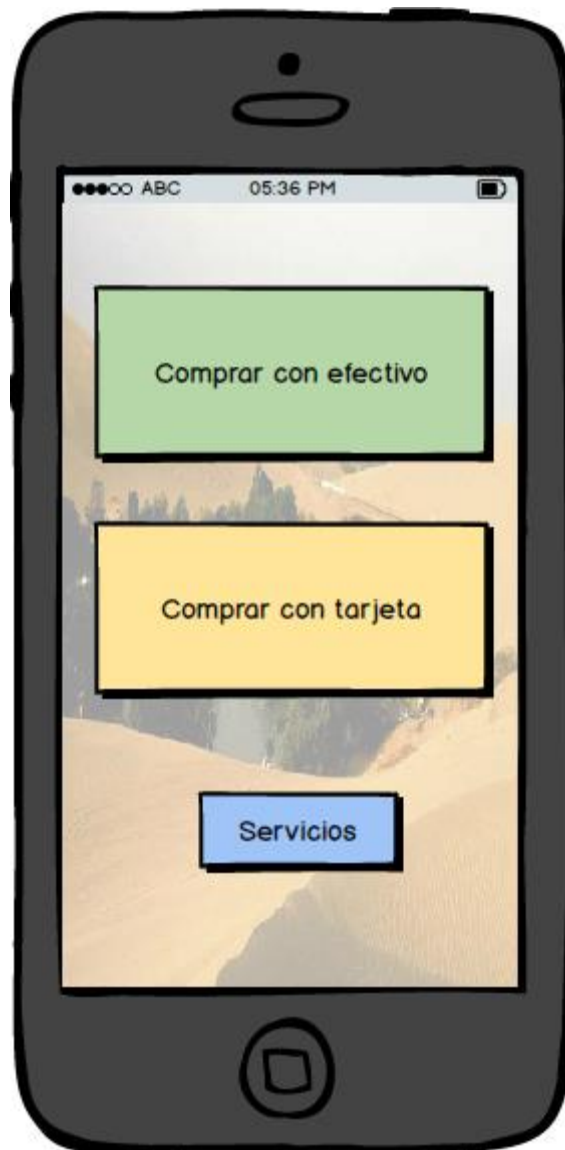 ABC 05:36 PM
Comprar con efectivo
Comprar con tarjeta
Servicios